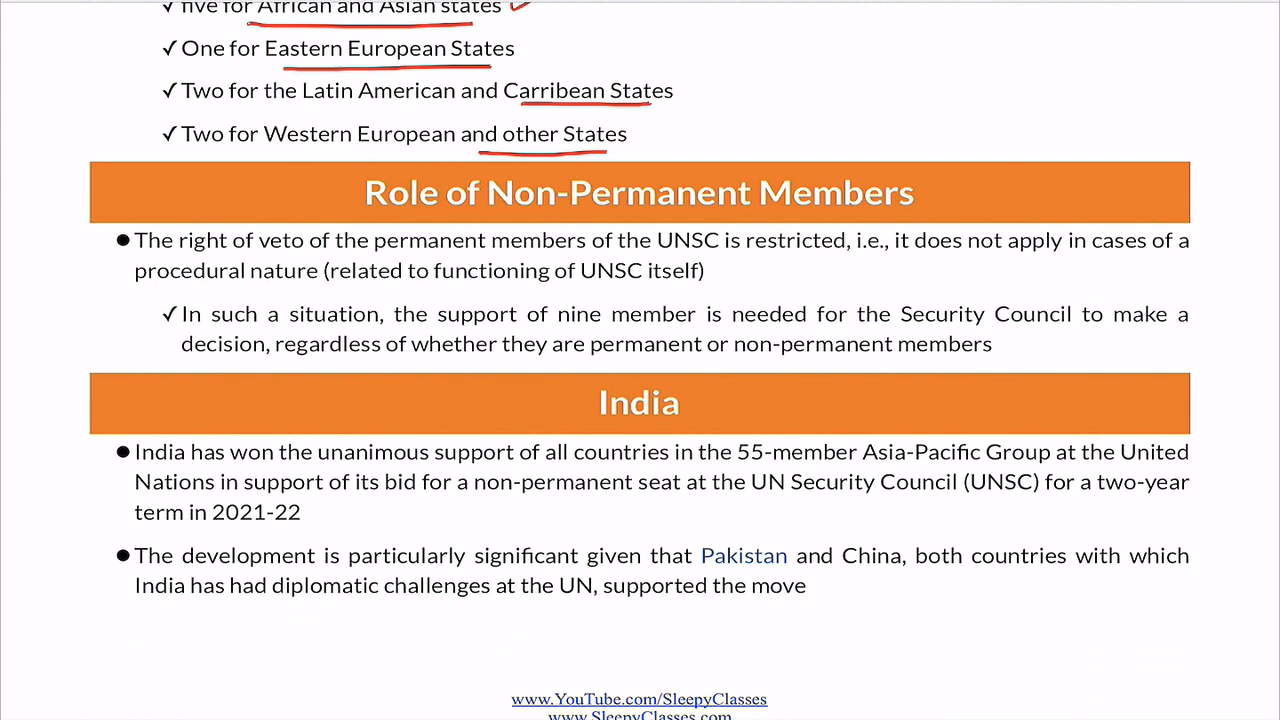 ✓ five for African and Asian states
✓ One for Eastern European States
✓ Two for the Latin American and Carribean States
✓ Two for Western European and other States
Role of Non-Permanent Members
● The right of veto of the permanent members of the UNSC is restricted, i.e., it does not apply in cases of a
procedural nature (related to functioning of UNSC itself)
✓ In such a situation, the support of nine member is needed for the Security Council to make a
decision, regardless of whether they are permanent or non-permanent members
India
● India has won the unanimous support of all countries in the 55-member Asia-Pacific Group at the United
Nations in support of its bid for a non-permanent seat at the UN Security Council (UNSC) for a two-year
term in 2021-22
● The development is particularly significant given that Pakistan and China, both countries with which
India has had diplomatic challenges at the UN, supported the move
www.YouTube.com/SleepyClasses
www.SleepyClasses.com